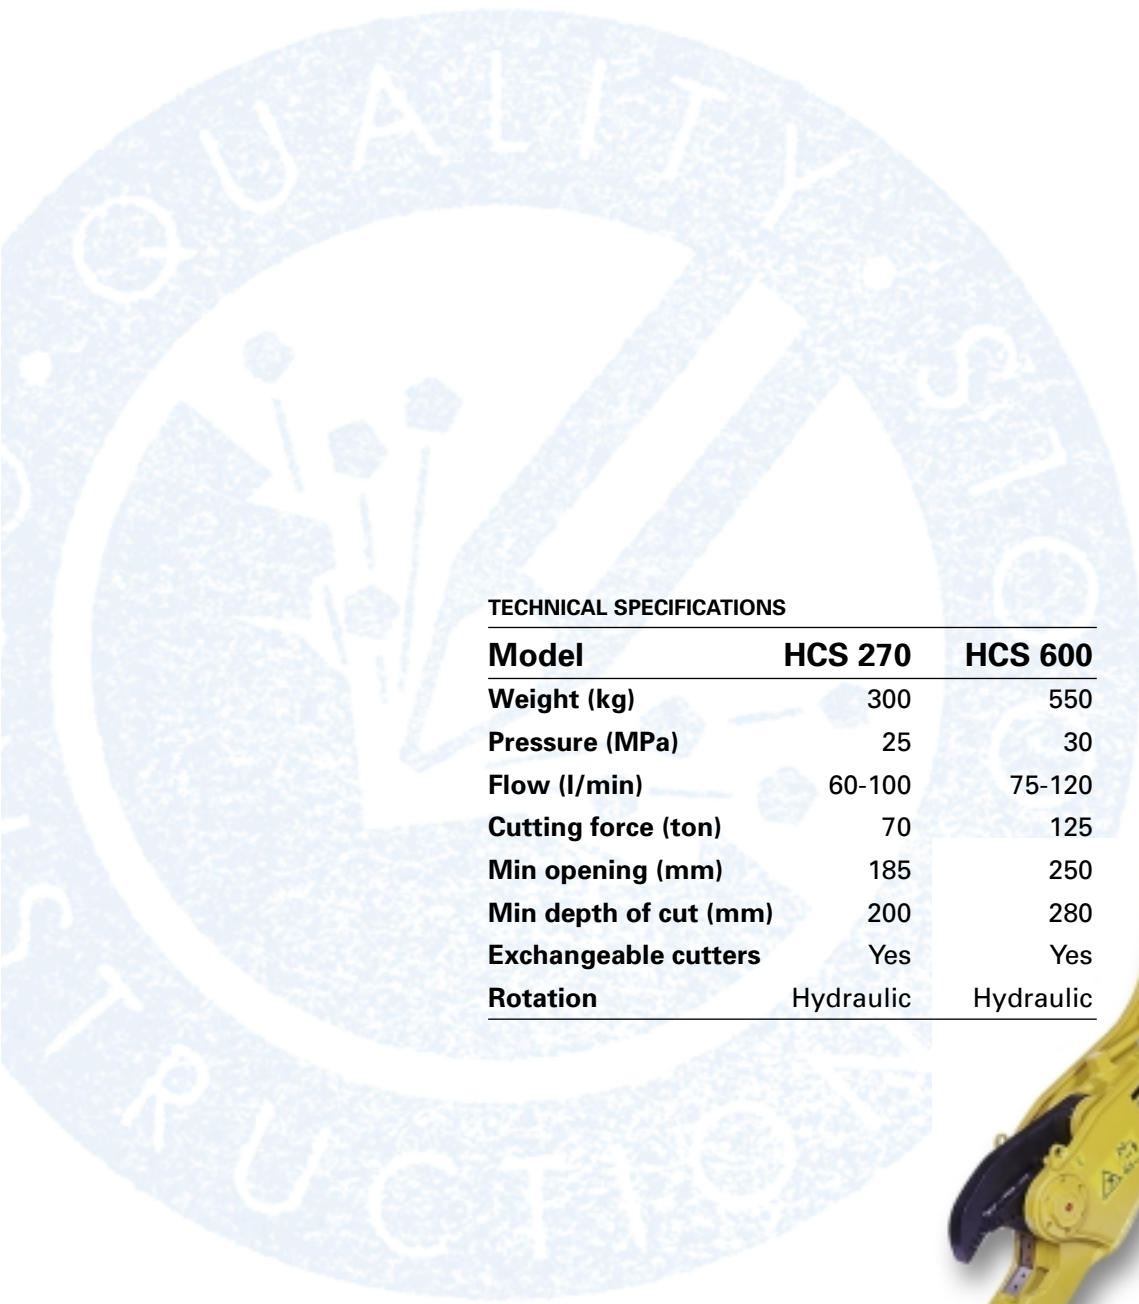 QUALITY
TOOLS
TECHNICAL SPECIFICATIONS
Model HCS 270 HCS 600
Weight (kg) 300 550
Pressure (MPa) 25 30
Flow (l/min) 60-100 75-120
Cutting force (ton) 70 125
Min opening (mm) 185 250
Min depth of cut (mm) 200 280
Exchangeable cutters Yes Yes
Rotation Hydraulic Hydraulic